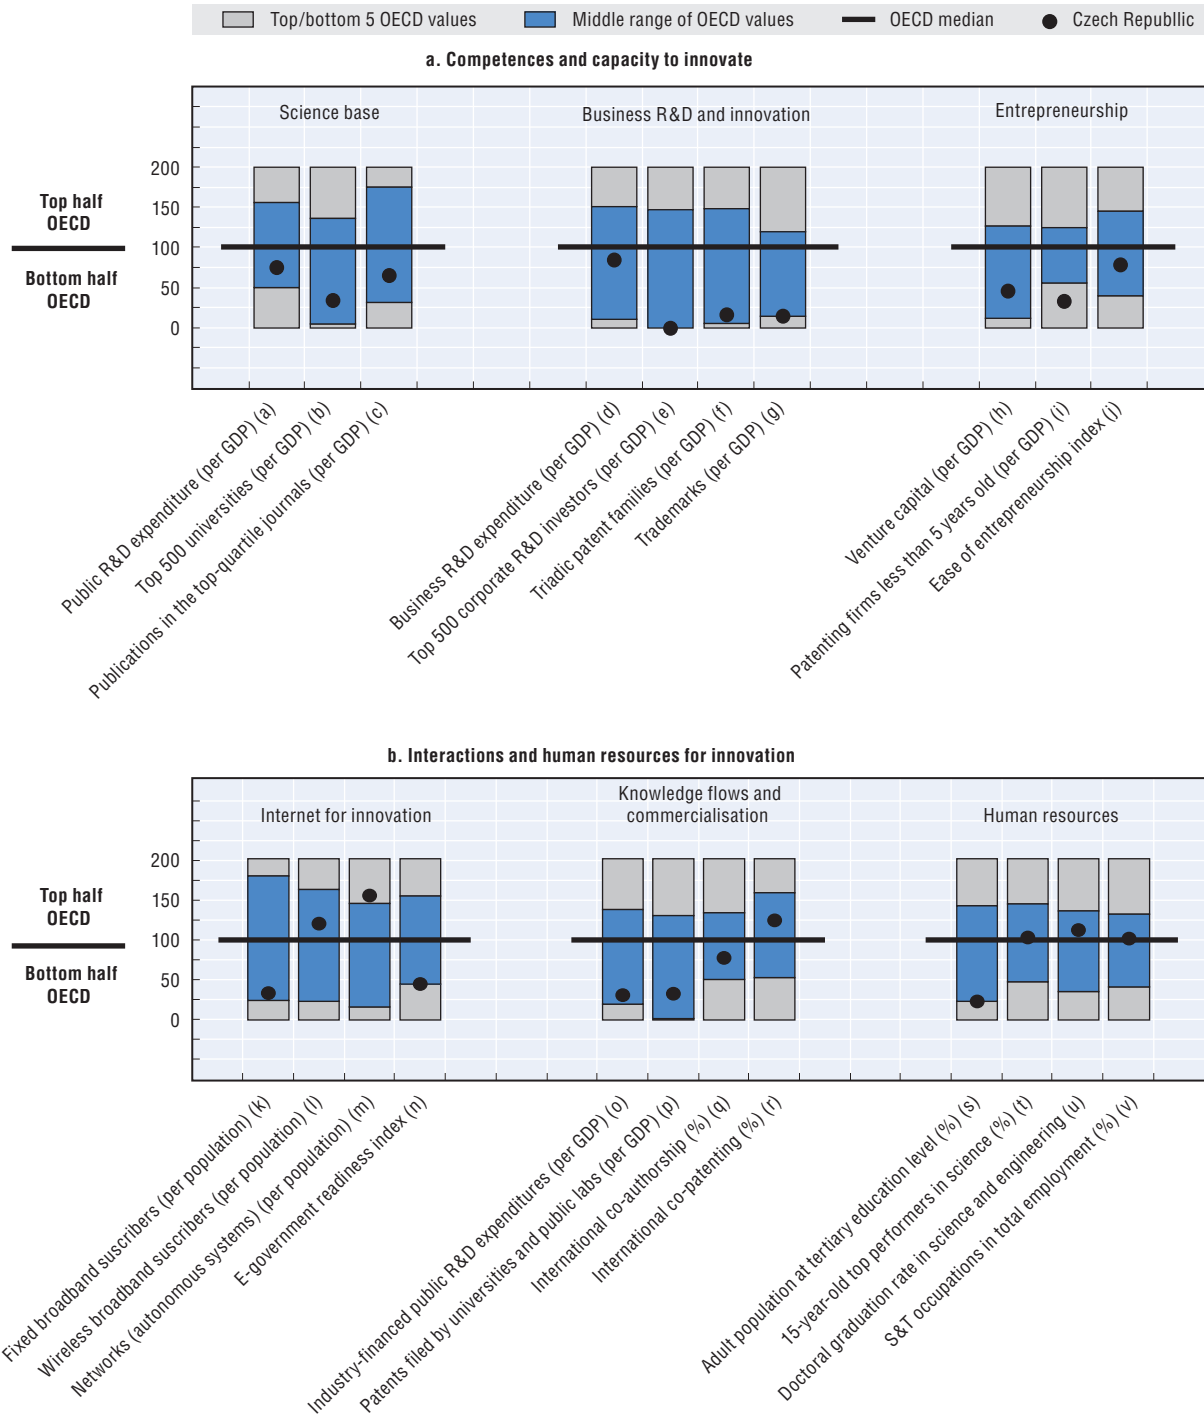 Top/bottom 5 OECD values
Middle range of OECD values
OECD median
Czech Republlic
a. Competences and capacity to innovate
Science base
Business R&D and innovation
Entrepreneurship
200
150
100
50
0
Top half
OECD
Bottom half
OECD
Public R&D expenditure (per GDP) (a)
Top 500 universities (per GDP) (b)
Publications in the top-quartile journals (per GDP) (c)
Business R&D expenditure (per GDP) (d)
Top 500 corporate R&D investors (per GDP) (e)
Triadic patent families (per GDP) (f)
Trademarks (per GDP) (g)
Venture capital (per GDP) (h)
Patenting firms less than 5 years old (per GDP) (i)
Ease of entrepreneurship index (j)
b. Interactions and human resources for innovation
Internet for innovation
Knowledge flows and
commercialisation
Human resources
200
150
100
50
0
Top half
OECD
Bottom half
OECD
Fixed broadband suscribers (per population) (k)
Wireless broadband suscribers (per population) (l)
Networks (autonomous systems) (per population) (m)
E-government readiness index (n)
Industry-financed public R&D expenditures (per GDP) (o)
Patents filed by universities and public labs (per GDP) (p)
International co-authorship (%) (q)
International co-patenting (%) (r)
Adult population at tertiary education level (%) (s)
15-year-old top performers in science (%) (t)
Doctoral graduation rate in science and engineering (u)
S&T occupations in total employment (%) (v)